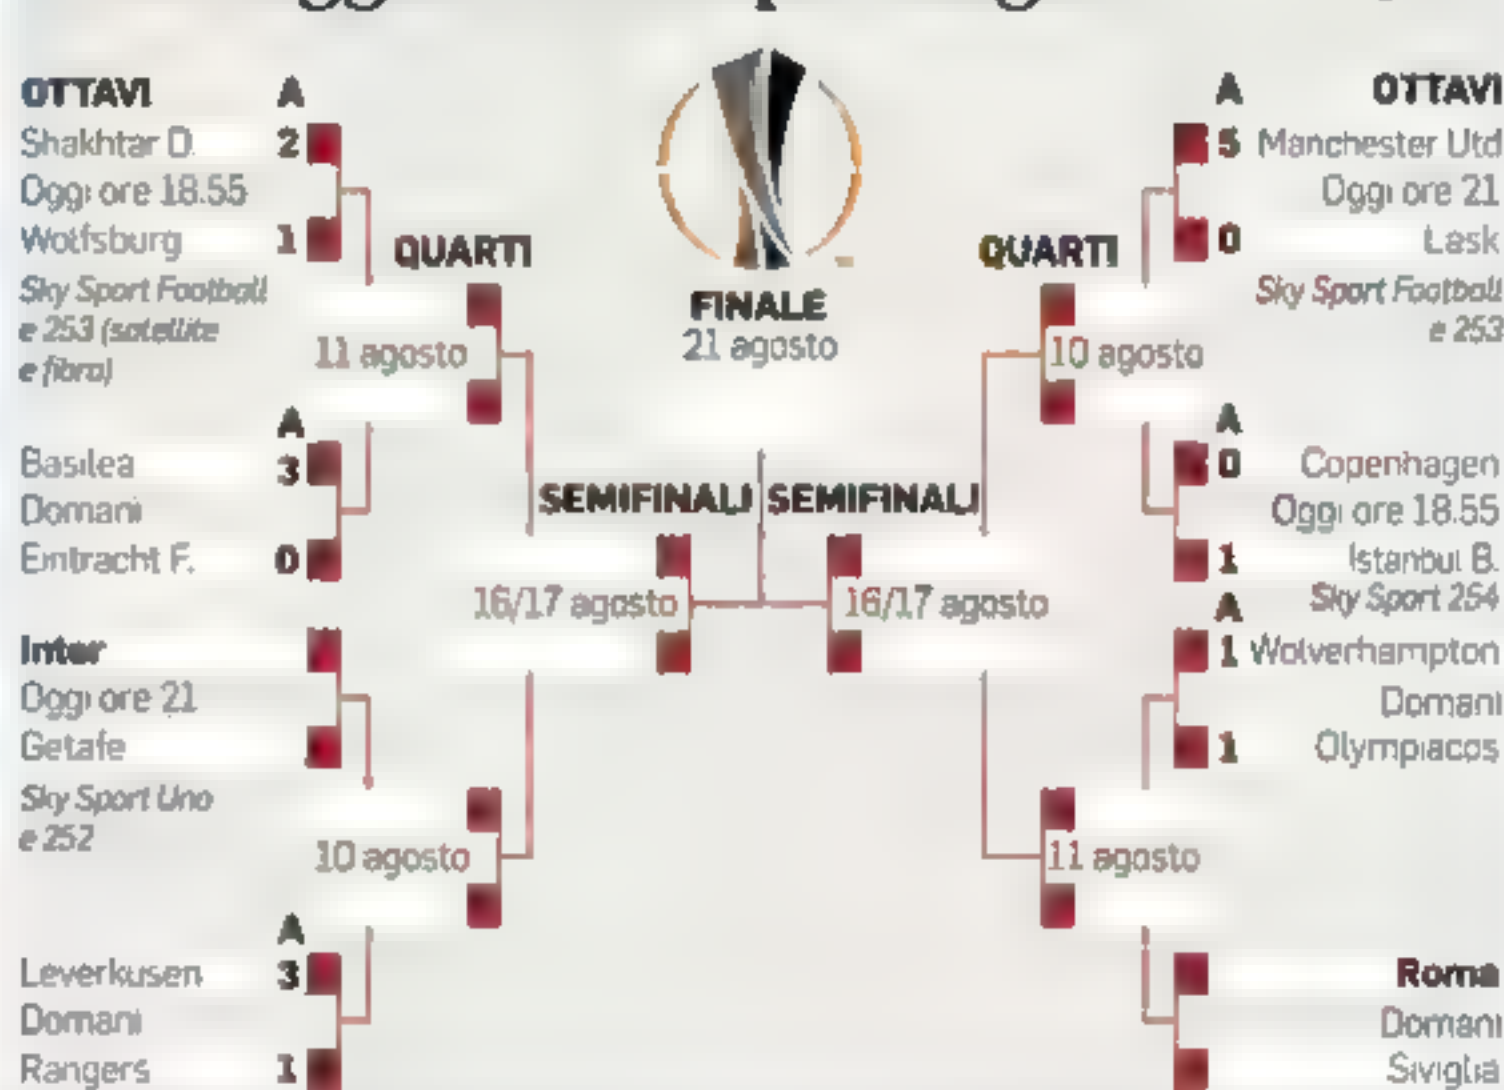 OTTAVI A
Shakhtar D. 2
Oggi ore 18.55
Wolfsburg 1
Sky Sport Football
e 253 (satellite
e fibra)
A
Basilea 3
Domani
Eintracht F. 0
Inter
Oggi ore 21
Getafe
Sky Sport Uno
e 252
A
Leverkusen 3
Domani
Rangers 1
QUARTI
11 agosto
10 agosto
FINALE
21 agosto
SEMIFINALI
16/17 agosto
SEMIFINALI
16/17 agosto
QUARTI
10 agosto
11 agosto
A OTTAVI
5 Manchester Utd
Oggi ore 21
0 Lask
Sky Sport Football
e 253
A
0 Copenhagen
Oggi ore 18.55
1 Istanbul B.
Sky Sport 254
A
1 Wolverhampton
Domani
1 Olympiacos
Roma
Domani
Siviglia